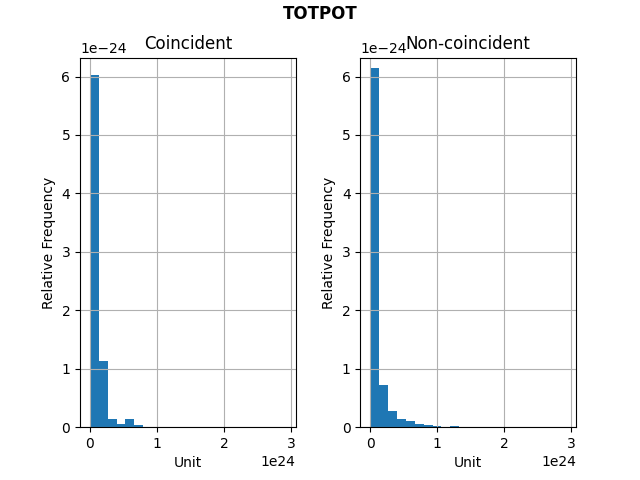 TOTPOT
Coincident
Non-coincident
1e−24
1e−24
6
5
4
3
2
1
0
6
5
4
3
2
1
0
Relative Frequency
Relative Frequency
0 1 2 3
0 1 2 3
1e24
1e24
Unit
Unit